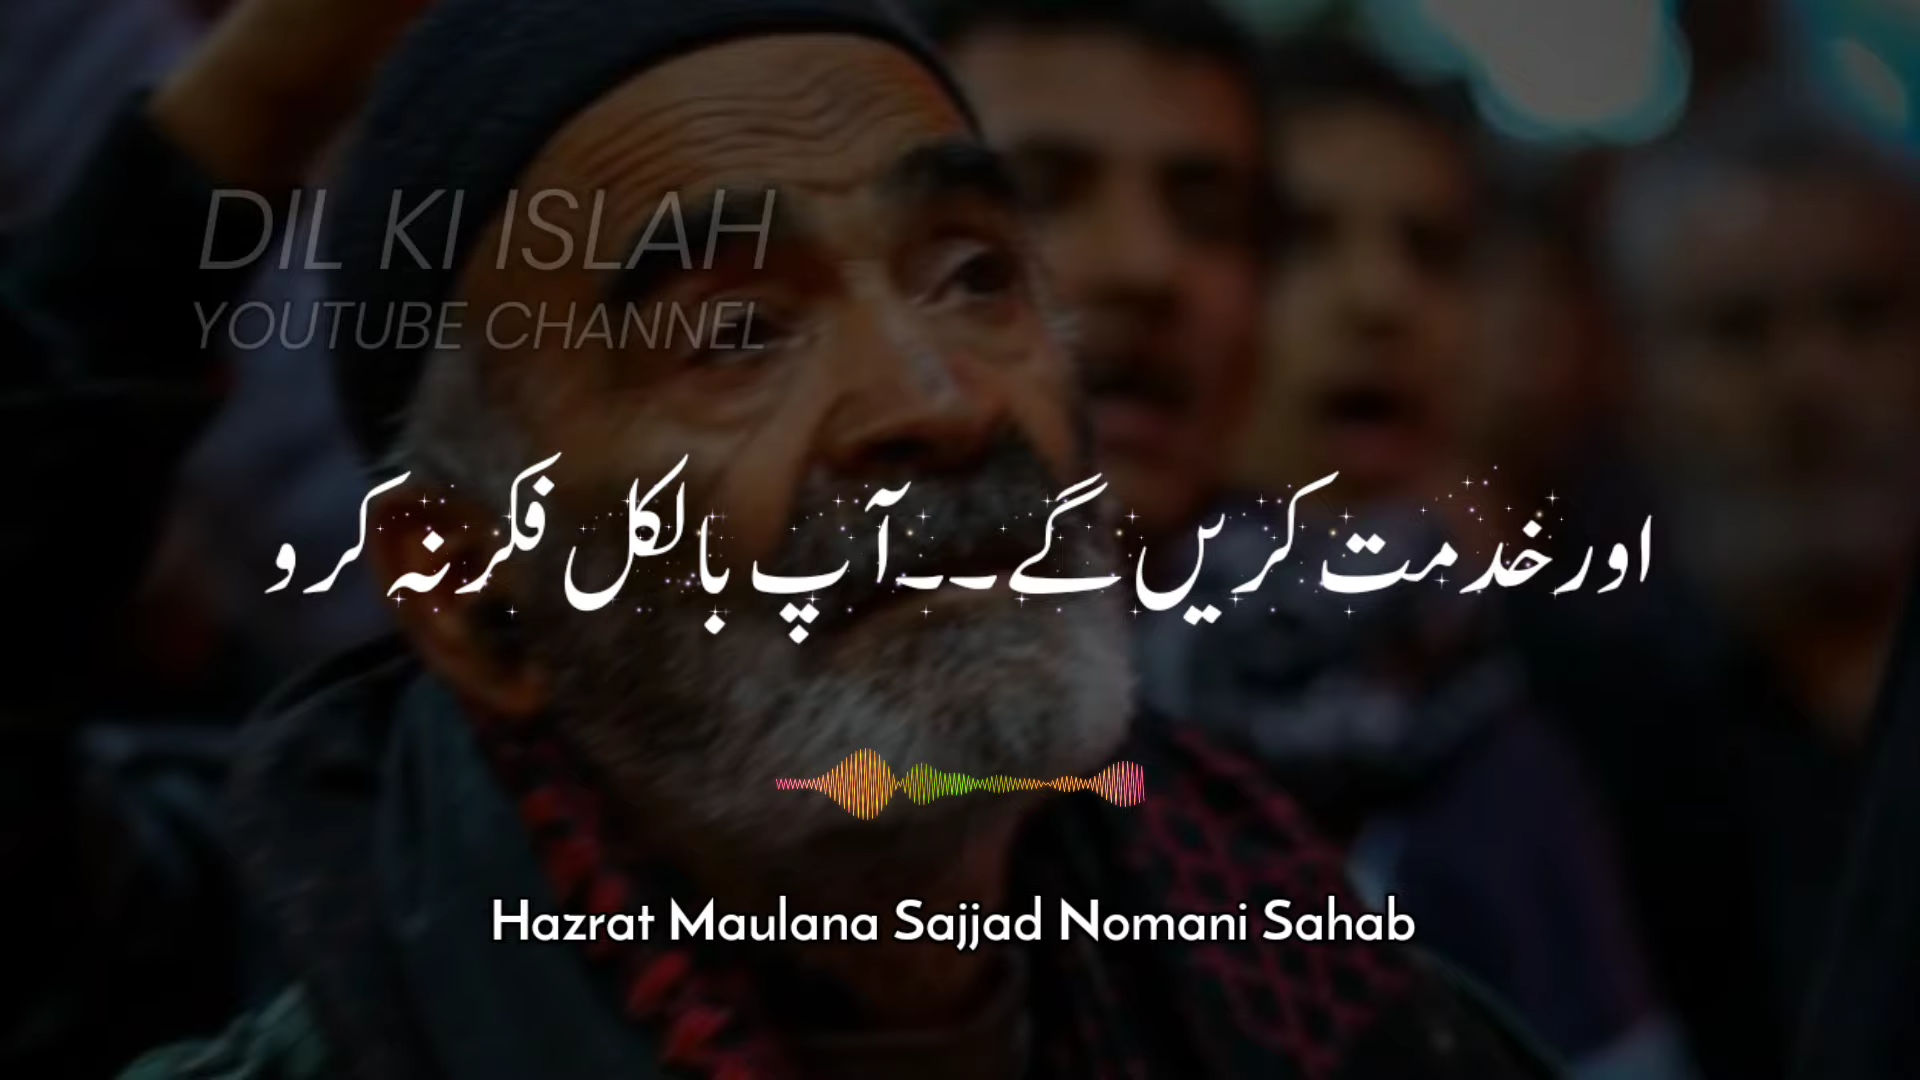 DIL KI ISLAH
YOUTUBE CHANNEL
اور خدمت کریں گے۔۔آپ بالکل فکر نہ کرو
Hazrat Maulana Sajjad Nomani Sahab